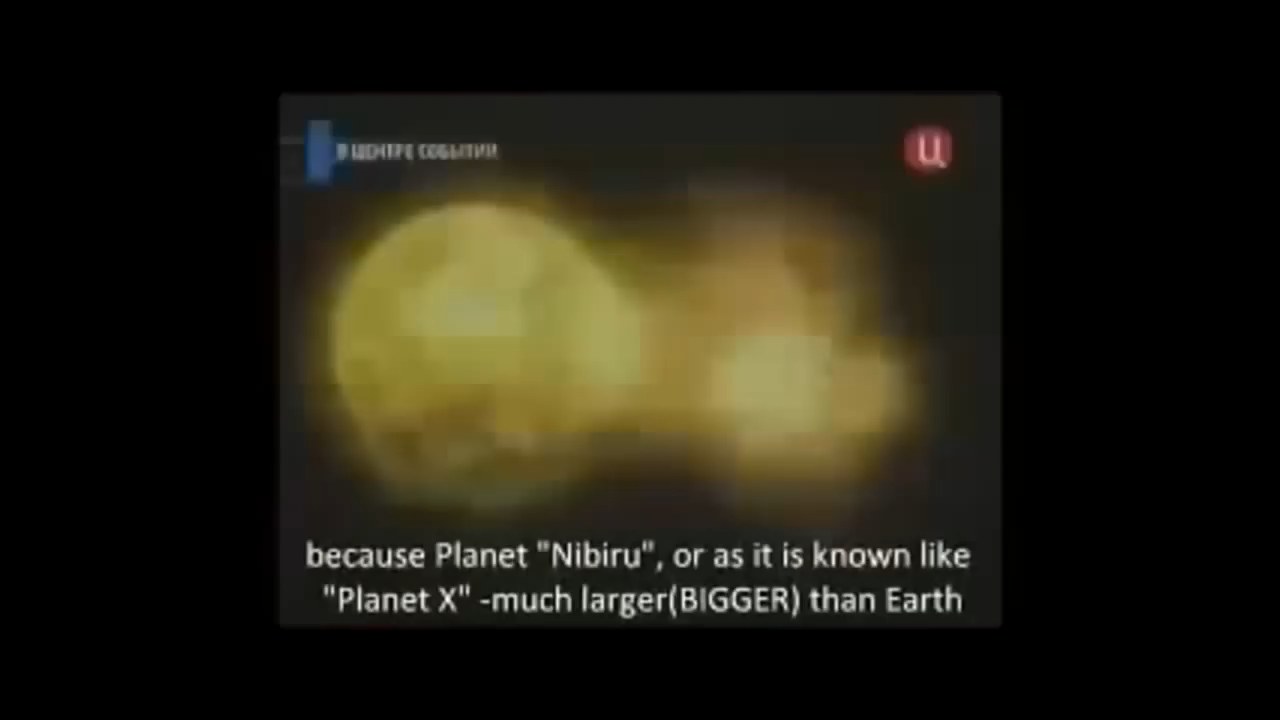 В ЦЕНТРЕ СОБЫТИЙ
Ц
because Planet "Nibiru", or as it is known like
"Planet X" -much larger(BIGGER) than Earth